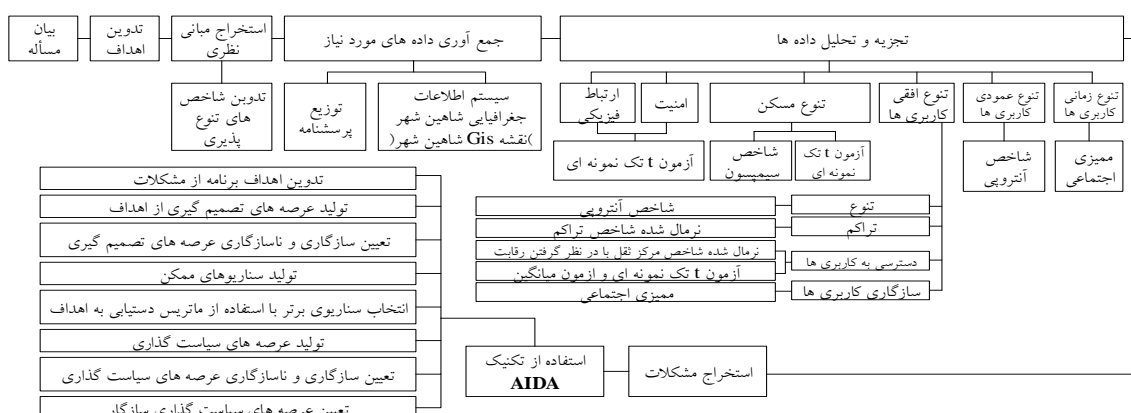 بیان
مسأله
تدوین
اهداف
استخراج مبانی
نظری
جمع آوری داده های مورد نیاز
تجزیه و تحلیل داده ها
تدوین شاخص
های تنوع
پذیری
توزیع
پرسشنامه
سیستم اطلاعات
جغرافیایی شاهین شهر
)نقشه Gis شاهین شهر(
ارتباط
فیزیکی
امنیت
تنوع مسکن
تنوع افقی
کاربری ها
تنوع عمودی
کاربری ها
تنوع زمانی
کاربری ها
آزمون t تک نمونه ای
شاخص
سیمپسون
آزمون t تک
نمونه ای
شاخص
آنتروپی
ممیزی
اجتماعی
تنوع
شاخص آنتروپی
تراکم
نرمال شده شاخص تراکم
دسترسی به کاربری ها
نرمال شده شاخص مرکز ثقل با در نظر گرفتن رقابت
آزمون t تک نمونه ای و ازمون میانگین
سازگاری کاربری ها
ممیزی اجتماعی
استخراج مشکلات
استفاده از تکنیک
AIDA
تدوین اهداف برنامه از مشکلات
تولید عرصه های تصمیم گیری از اهداف
تعیین سازگاری و ناسازگاری عرصه های تصمیم گیری
تولید سناریوهای ممکن
انتخاب سناریوی برتر با استفاده از ماتریس دستیابی به اهداف
تولید عرصه های سیاست گذاری
تعیین سازگاری و ناسازگاری عرصه های سیاست گذاری
تعیین عرصه های سیاست گذاری سازگار